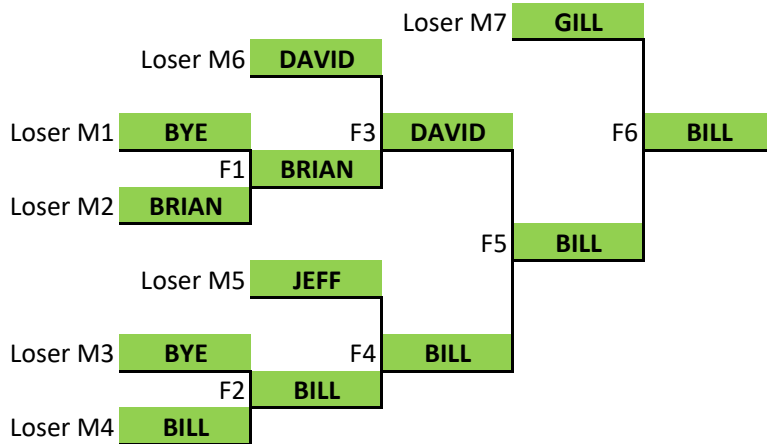 Loser M7 GILL
Loser M6 DAVID
Loser M1 BYE F3 DAVID F6 BILL
F1 BRIAN
Loser M2 BRIAN
F5 BILL
Loser M5 JEFF
Loser M3 BYE F4 BILL
F2 BILL
Loser M4 BILL